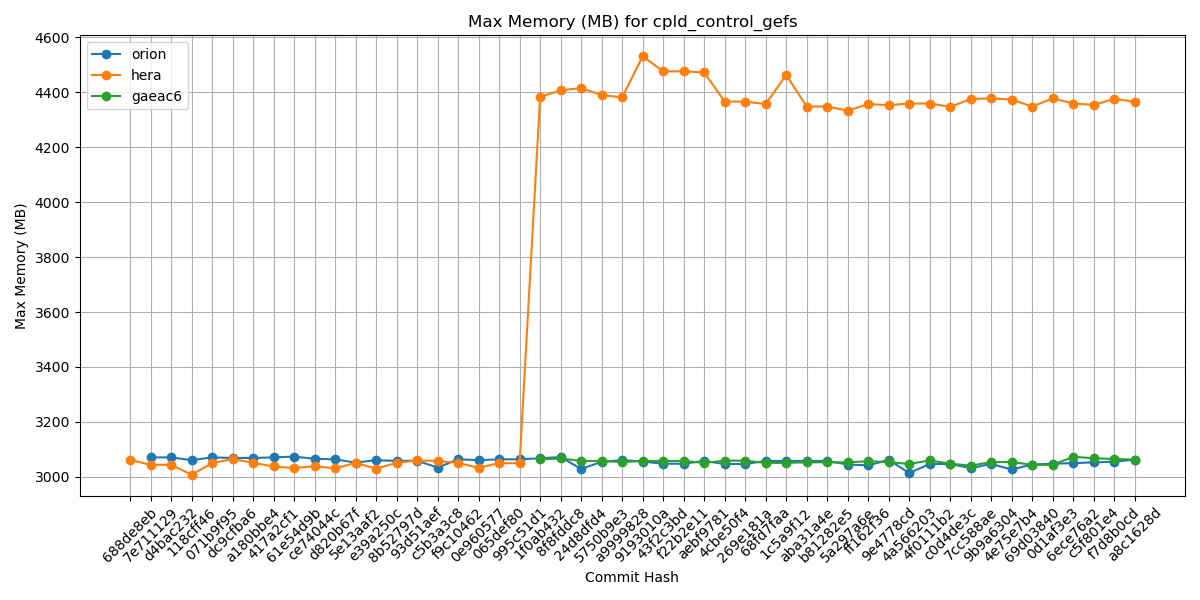 Max Memory (MB) for cpld_control_gefs
orion
hera
gaeac6
Max Memory (MB)
4600
4400
4200
4000
3800
3600
3400
3200
3000
688de8eb
7e711129
d4bac232
118cff46
071b9f95
dc9cfba6
a180bbe4
417a2cf1
61e54d9b
ce74044c
d820b67f
5e13aaf2
e39a250c
8b52797d
93d51aef
c5b3a3c8
f9c10462
0e960577
065def80
995c51d1
1f0ab432
8f6fddc8
24d8dfd4
5750b9e3
a9999828
9193010a
43f2c3bd
f22b2e11
aebf9781
4cbe50f4
269e181a
68fd7faa
1c5a9f12
aba31a4e
b81282e5
5a297a6e
ff162f36
9e4778cd
4a566203
4f0111b2
c0d4de3c
7cc588ae
9b9a6304
4e75e7b4
69d03840
0d1af3e3
6ece76a2
c5f801e4
f7d8b0cd
a8c1628d
Commit Hash